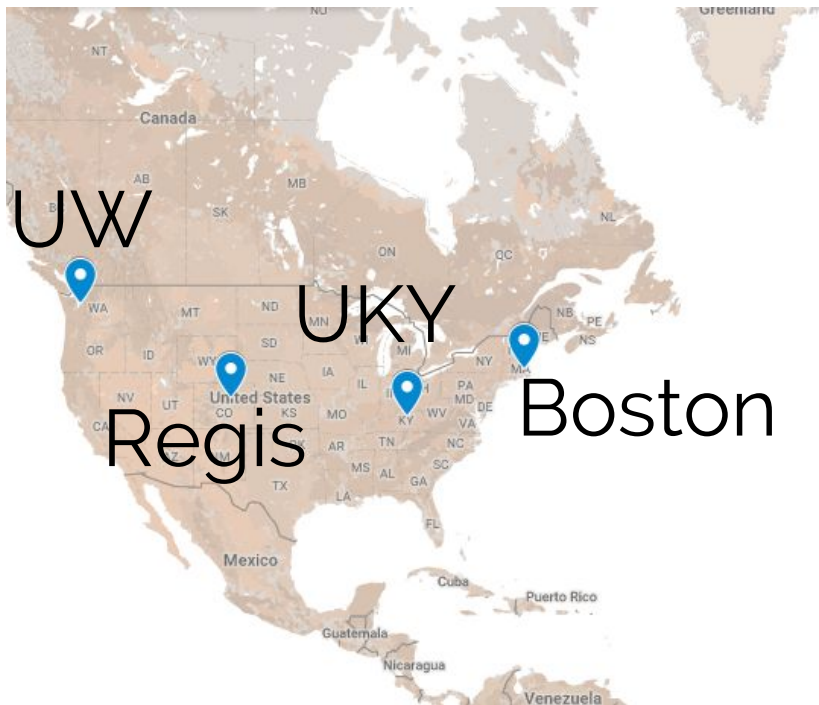 Greenland
NU
NT
Canada
AB
MB
UW
SK
NL
ON
QC
WA
MT
ND
UKY
NB
PE
MN
NS
OR
ID
SD
MI
WY
NY
MA
NE
IA
United States
IL
PA
MD
NV
UT
CO
KS
MO
KY
WV
DE
VA
Boston
CA
Regis
TN
NC
AR
MS
AL
SC
GA
TX
LA
FL
Mexico
Cuba
Puerto Rico
Guatemala
Nicaragua
Venezuela